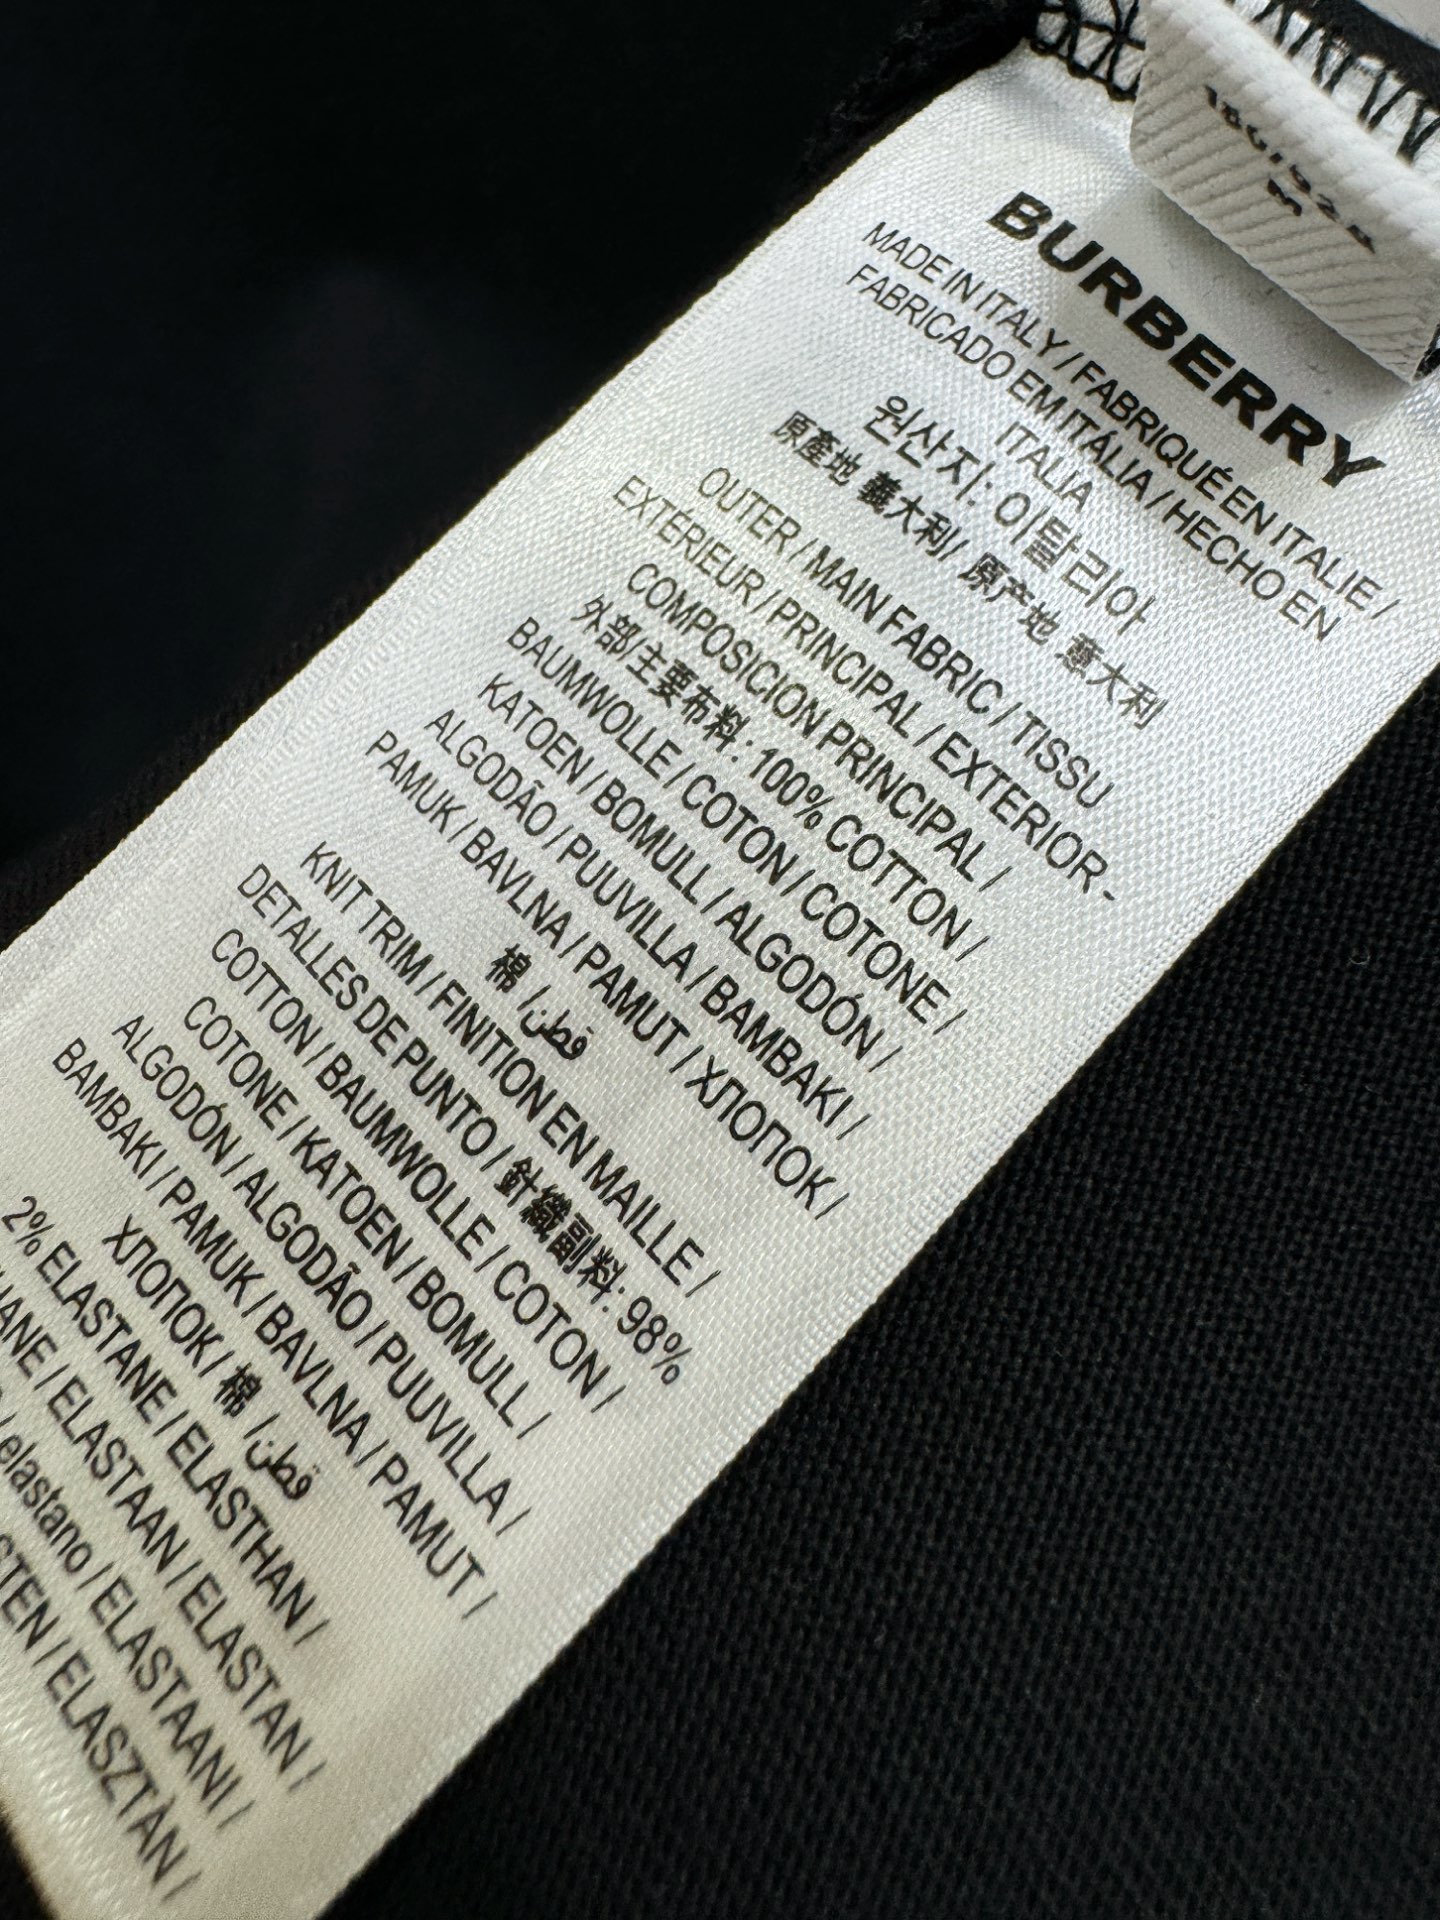 M
BURBERRY
MADE IN ITALY / FABRIQUÉ EN ITALIE /
FABRICADO EM ITÁLIA / HECHO EN
ITALIA
원산지: 이탈리아
原產地 義大利/ 原产地 意大利
OUTER / MAIN FABRIC / TISSU
EXTÉRIEUR / PRINCIPAL / EXTERIOR-
COMPOSICION PRINCIPAL /
外部/主要布料: 100% COTTON /
BAUMWOLLE / COTON / COTONE /
KATOEN / BOMULL / ALGODÓN /
ALGODÃO / PUUVILLA / BAMBAKI /
PAMUK / BAVLNA / PAMUT / ХЛОПОК /
棉 /قطن
KNIT TRIM / FINITION EN MAILLE /
DETALLES DE PUNTO / 針織副料: 98%
COTTON / BAUMWOLLE / COTON /
COTONE / KATOEN / BOMULL /
ALGODÓN / ALGODÃO / PUUVILLA /
BAMBAKI / PAMUK / BAVLNA / PAMUT /
ХЛОПОК / 棉 /قطن
2% ELASTANE / ELASTHAN /
/ ELASTAAN / ELASTAN /
/ elastano / ELASTAANI /
/ ELASZTÀN /